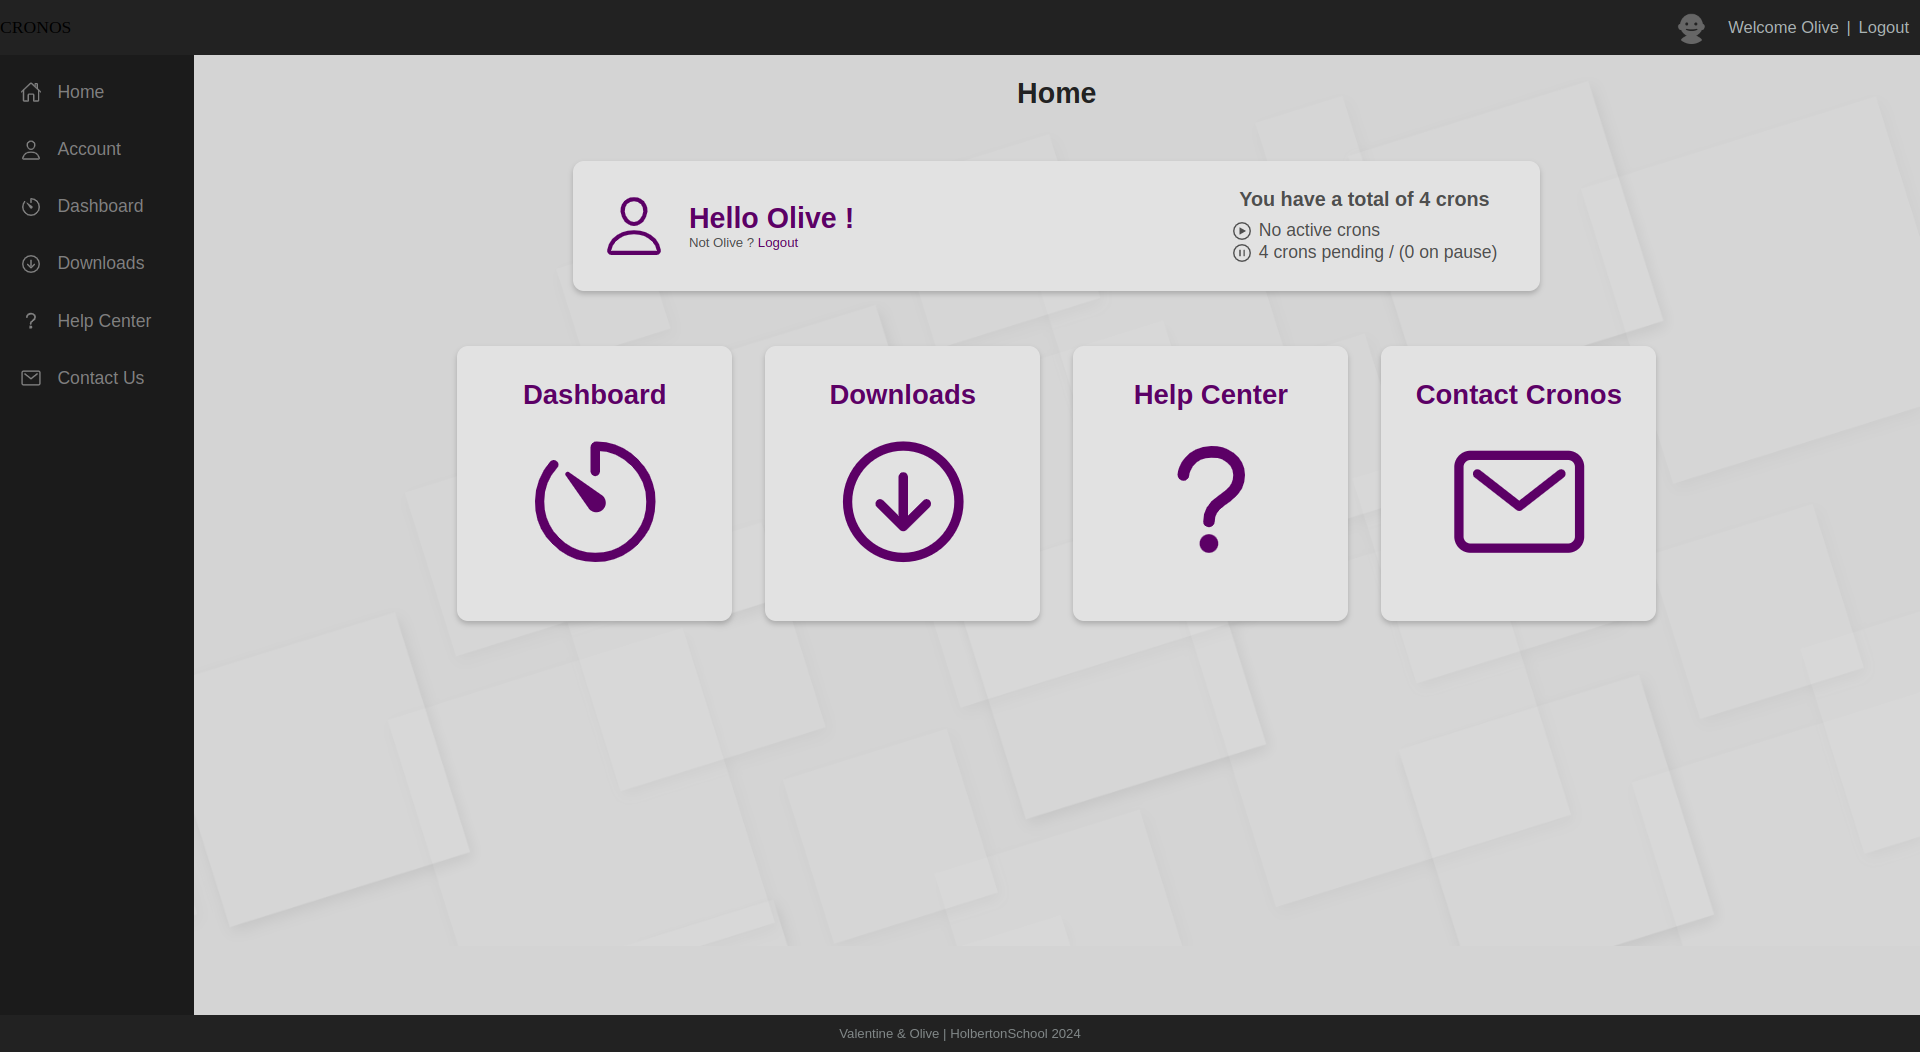 CRONOS
Welcome Olive | Logout
Home
Account
Dashboard
Downloads
Help Center
Contact Us
Home
Hello Olive !
Not Olive ? Logout
You have a total of 4 crons
No active crons
4 crons pending / (0 on pause)
Dashboard
Downloads
Help Center
Contact Cronos
Valentine & Olive | HolbertonSchool 2024